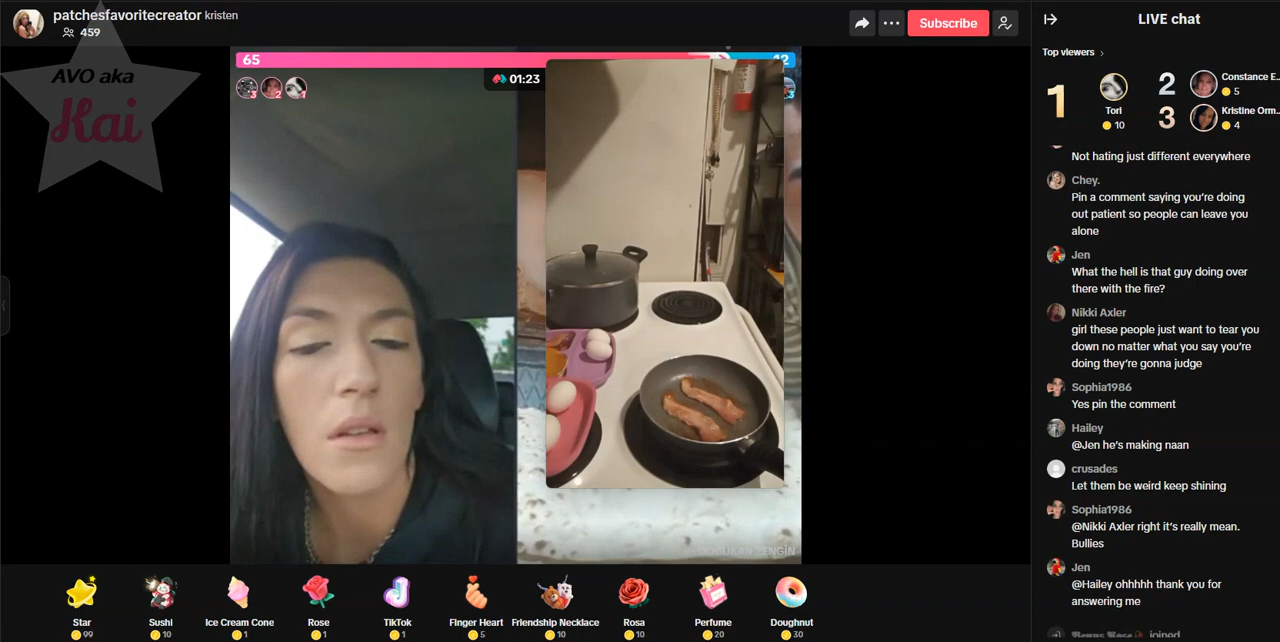 patchesfavoritecreator kristen
459
Subscribe
AVO aka
Kai
65
12
01:23
3
2
1
3
DOĞUKAN ZENGİN
Star
99
Sushi
10
Ice Cream Cone
1
Rose
1
TikTok
1
Finger Heart
5
Friendship Necklace
10
Rosa
10
Perfume
20
Doughnut
30
LIVE chat
Top viewers
1
Tori
10
2
Constance E...
5
3
Kristine Orm...
4
Not hating just different everywhere
Chey.
Pin a comment saying you're doing
out patient so people can leave you
alone
Jen
What the hell is that guy doing over
there with the fire?
Nikki Axler
girl these people just want to tear you
down no matter what you say you're
doing they're gonna judge
Sophia1986
Yes pin the comment
Hailey
@Jen he's making naan
crusades
Let them be weird keep shining
Sophia1986
@Nikki Axler right it's really mean.
Bullies
Jen
@Hailey ohhhhh thank you for
answering me
joined